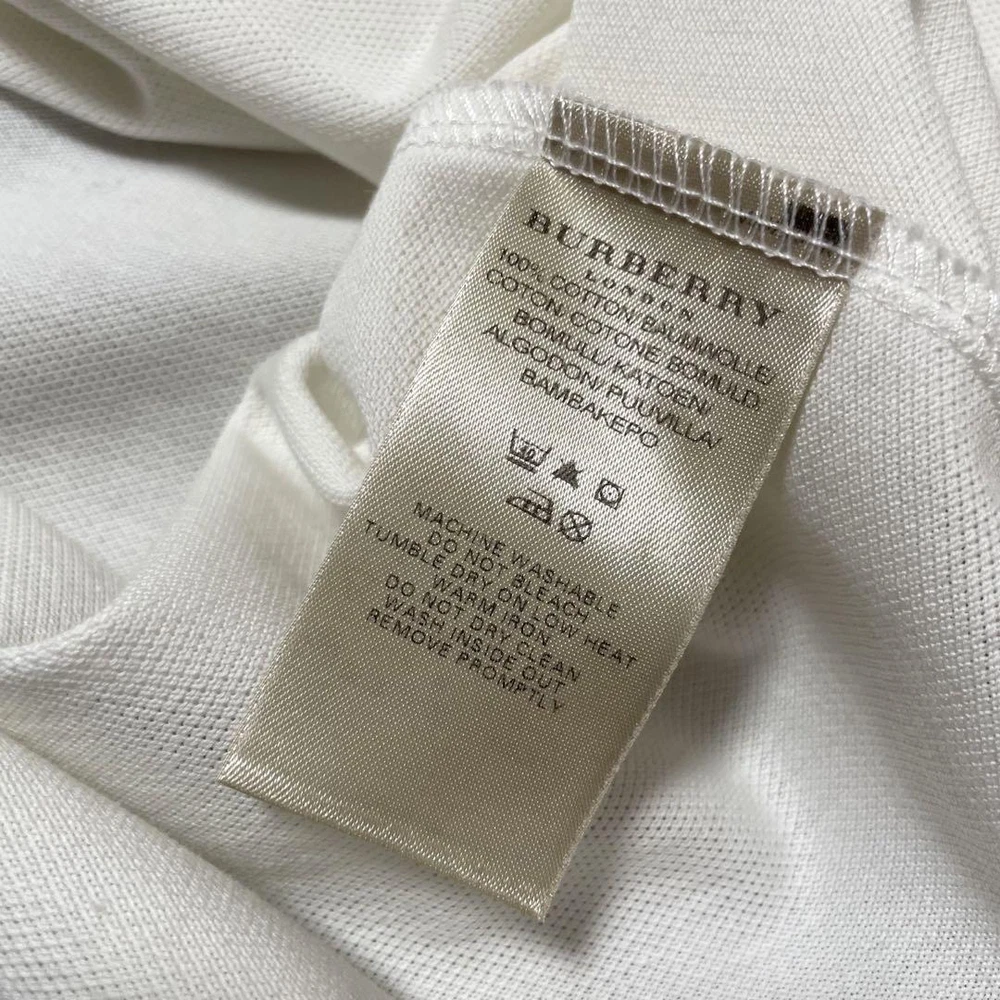 BURBERRY
LONDON
100% COTTON/BAUMWOLLE/
COTON/COTONE/BOMULD/
BOMULL/KATOEN/
ALGODON/PUUVILLA/
BAMBAKEPO
40
MACHINE WASHABLE
DO NOT BLEACH
TUMBLE DRY ON LOW HEAT
WARM IRON
DO NOT DRY CLEAN
WASH INSIDE OUT
REMOVE PROMPTLY